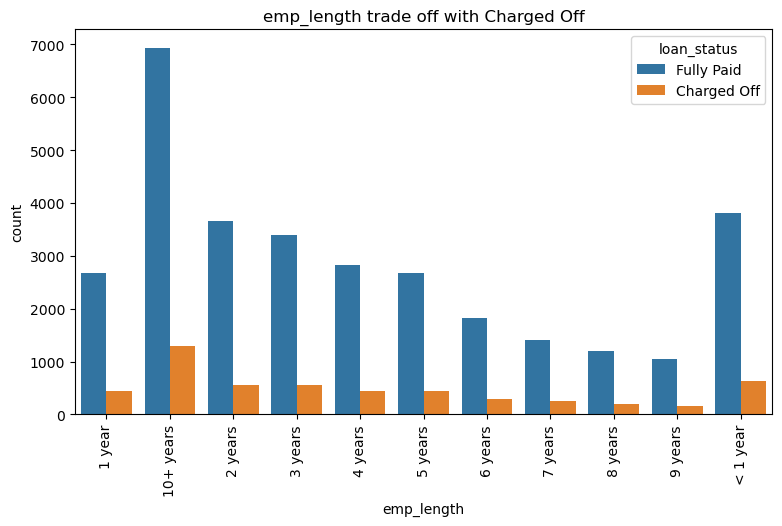 emp_length trade off with Charged Off
loan_status
Fully Paid
Charged Off
count
7000
6000
5000
4000
3000
2000
1000
0
1 year
10+ years
2 years
3 years
4 years
5 years
6 years
7 years
8 years
9 years
< 1 year
emp_length